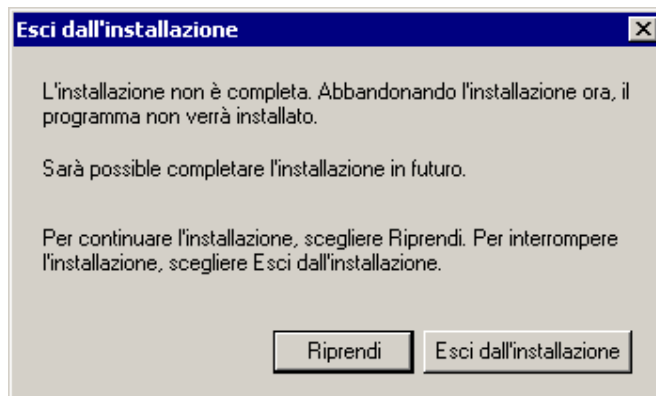 Esci dall'installazione
L'installazione non è completa. Abbandonando l'installazione ora, il
programma non verrà installato.
Sarà possible completare l'installazione in futuro.
Per continuare l'installazione, scegliere Riprendi. Per interrompere
l'installazione, scegliere Esci dall'installazione.
Riprendi
Esci dall'installazione